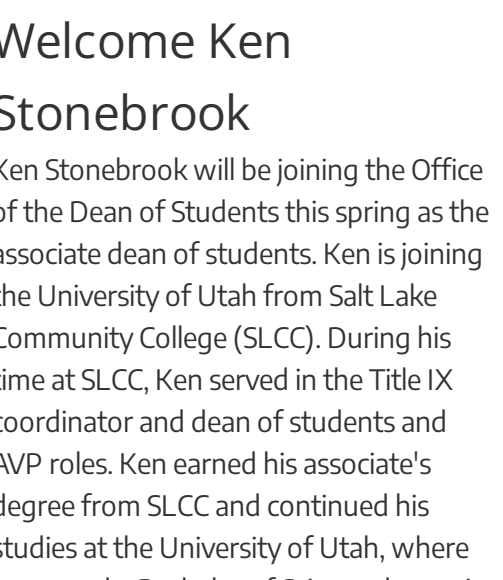 Welcome Ken
Stonebrook
Ken Stonebrook will be joining the Office
of the Dean of Students this spring as the
associate dean of students. Ken is joining
the University of Utah from Salt Lake
Community College (SLCC). During his
time at SLCC, Ken served in the Title IX
coordinator and dean of students and
AVP roles. Ken earned his associate's
degree from SLCC and continued his
studies at the University of Utah, where